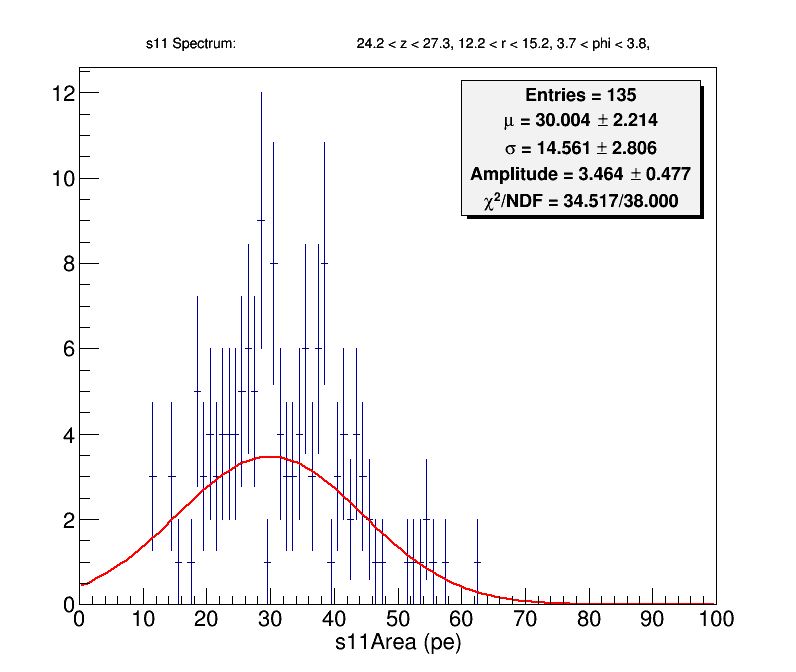 s11 Spectrum: 24.2 < z < 27.3, 12.2 < r < 15.2, 3.7 < phi < 3.8,
Entries = 135
μ = 30.004 ± 2.214
σ = 14.561 ± 2.806
Amplitude = 3.464 ± 0.477
χ²/NDF = 34.517/38.000
12
10
8
6
4
2
0
0 10 20 30 40 50 60 70 80 90 100
s11Area (pe)